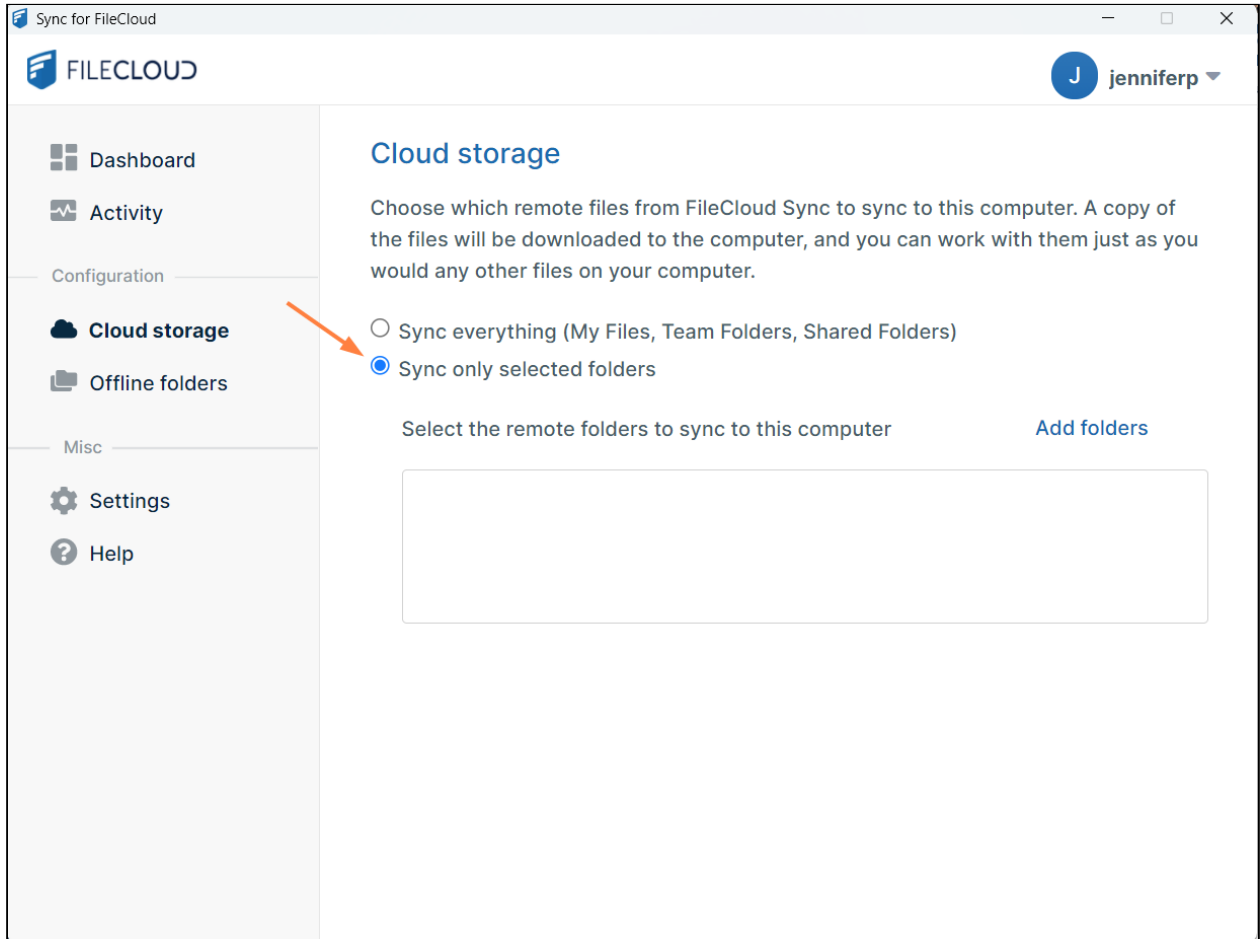 Sync for FileCloud
FILECLOUD
J
jenniferp
Dashboard
Activity
Configuration
Cloud storage
Offline folders
Misc
Settings
Help
Cloud storage
Choose which remote files from FileCloud Sync to sync to this computer. A copy of
the files will be downloaded to the computer, and you can work with them just as you
would any other files on your computer.
Sync everything (My Files, Team Folders, Shared Folders)
Sync only selected folders
Select the remote folders to sync to this computer
Add folders